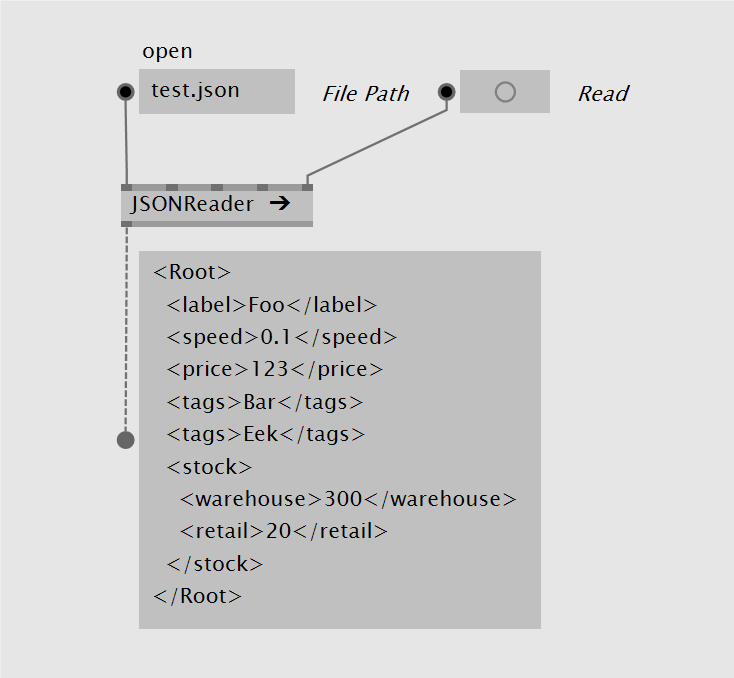 open
test.json
File Path
Read
JSONReader ➔
<Root>
<label>Foo</label>
<speed>0.1</speed>
<price>123</price>
<tags>Bar</tags>
<tags>Eek</tags>
<stock>
<warehouse>300</warehouse>
<retail>20</retail>
</stock>
</Root>